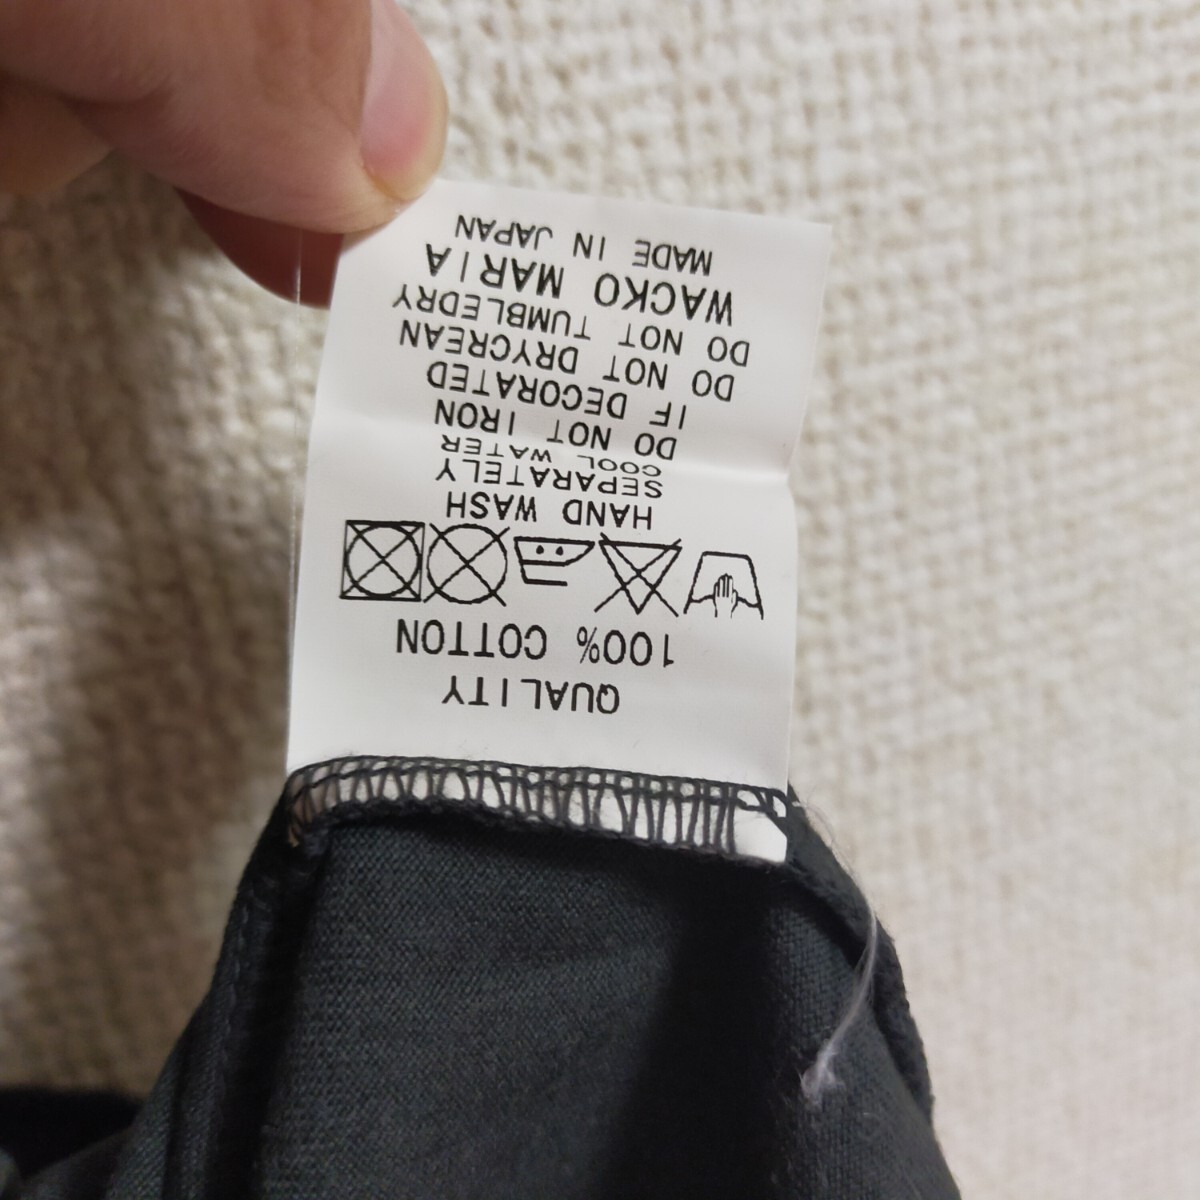 QUALITY
100% COTTON
HAND WASH
SEPARATELY
COOL WATER
DO NOT IRON
IF DECORATED
DO NOT DRYCREAN
DO NOT TUMBLEDRY
WACKO MARIA
MADE IN JAPAN